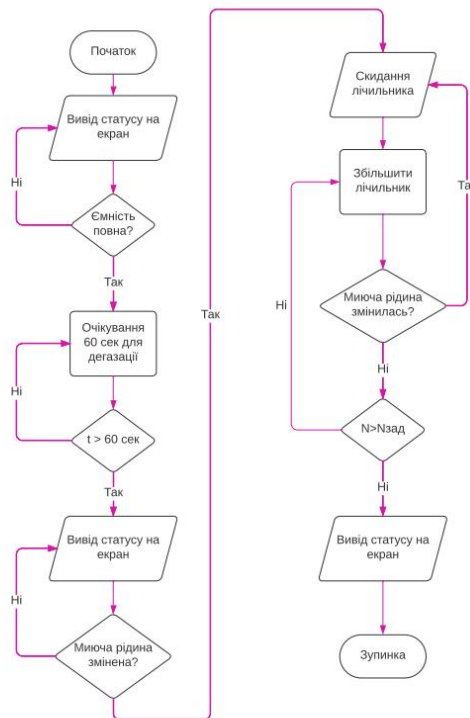 Початок
Вивід статусу на
екран
Ні
Ємність
повна?
Так
Очікування
60 сек для
дегазації
Ні
t > 60 сек
Так
Вивід статусу на
екран
Ні
Миюча рідина
змінена?
Так
Скидання
лічильника
Збільшити
лічильник
Та
Ні
Миюча рідина
змінилась?
Ні
N>Nзад
Ні
Вивід статусу на
екран
Зупинка